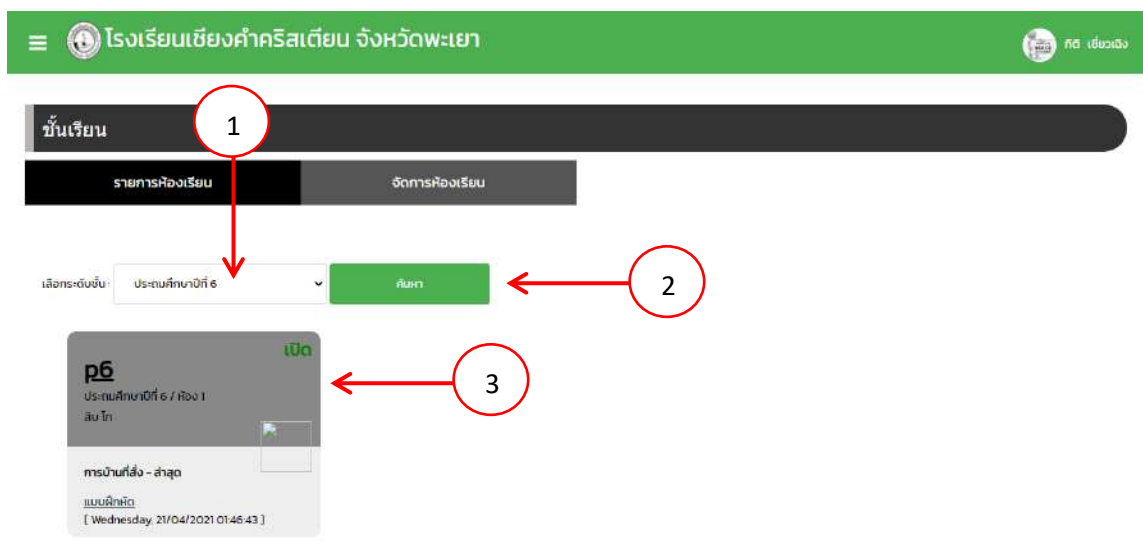 โรงเรียนเชียงคำคริสเตียน จังหวัดพะเยา
กิติ เชี่ยวเฉิง
ชั้นเรียน
1
รายการห้องเรียน
จัดการห้องเรียน
เลือกระดับชั้น :
ประถมศึกษาปีที่ 6
ค้นหา
2
เปิด
p6
3
ประถมศึกษาปีที่ 6 / ห้อง 1
สิบ โท
การบ้านที่สั่ง - ล่าสุด
แบบฝึกหัด
[ Wednesday, 21/04/2021 01:46:43 ]